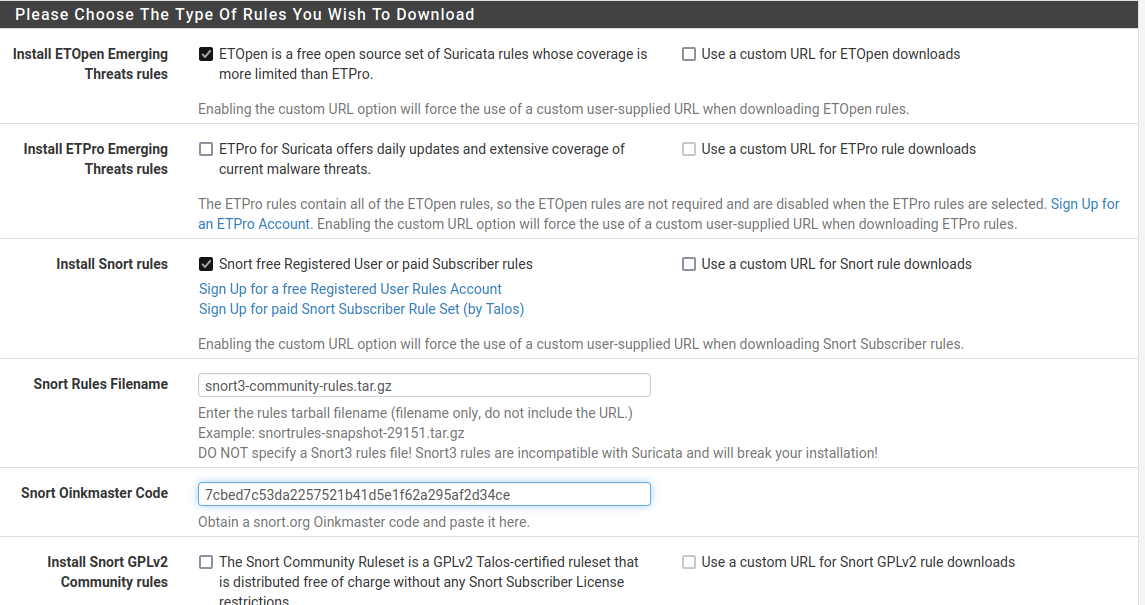 Please Choose The Type Of Rules You Wish To Download
Install ETOpen Emerging
Threats rules
ETOpen is a free open source set of Suricata rules whose coverage is
more limited than ETPro.
Use a custom URL for ETOpen downloads
Enabling the custom URL option will force the use of a custom user-supplied URL when downloading ETOpen rules.
Install ETPro Emerging
Threats rules
ETPro for Suricata offers daily updates and extensive coverage of
current malware threats.
Use a custom URL for ETPro rule downloads
The ETPro rules contain all of the ETOpen rules, so the ETOpen rules are not required and are disabled when the ETPro rules are selected. Sign Up for
an ETPro Account. Enabling the custom URL option will force the use of a custom user-supplied URL when downloading ETPro rules.
Install Snort rules
Snort free Registered User or paid Subscriber rules
Use a custom URL for Snort rule downloads
Sign Up for a free Registered User Rules Account
Sign Up for paid Snort Subscriber Rule Set (by Talos)
Enabling the custom URL option will force the use of a custom user-supplied URL when downloading Snort Subscriber rules.
Snort Rules Filename
snort3-community-rules.tar.gz
Enter the rules tarball filename (filename only, do not include the URL.)
Example: snortrules-snapshot-29151.tar.gz
DO NOT specify a Snort3 rules file! Snort3 rules are incompatible with Suricata and will break your installation!
Snort Oinkmaster Code
7cbed7c53da2257521b41d5e1f62a295af2d34ce
Obtain a snort.org Oinkmaster code and paste it here.
Install Snort GPLv2
Community rules
The Snort Community Ruleset is a GPLv2 Talos-certified ruleset that
is distributed free of charge without any Snort Subscriber License
restrictions.
Use a custom URL for Snort GPLv2 rule downloads